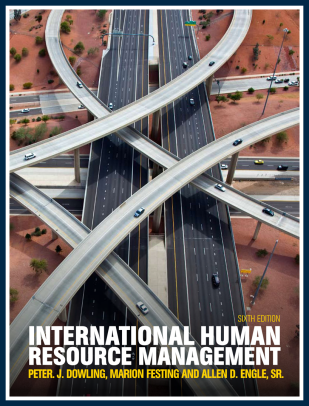 SIXTH EDITION
INTERNATIONAL HUMAN
RESOURCE MANAGEMENT
PETER. J. DOWLING, MARION FESTING AND ALLEN D. ENGLE, SR.